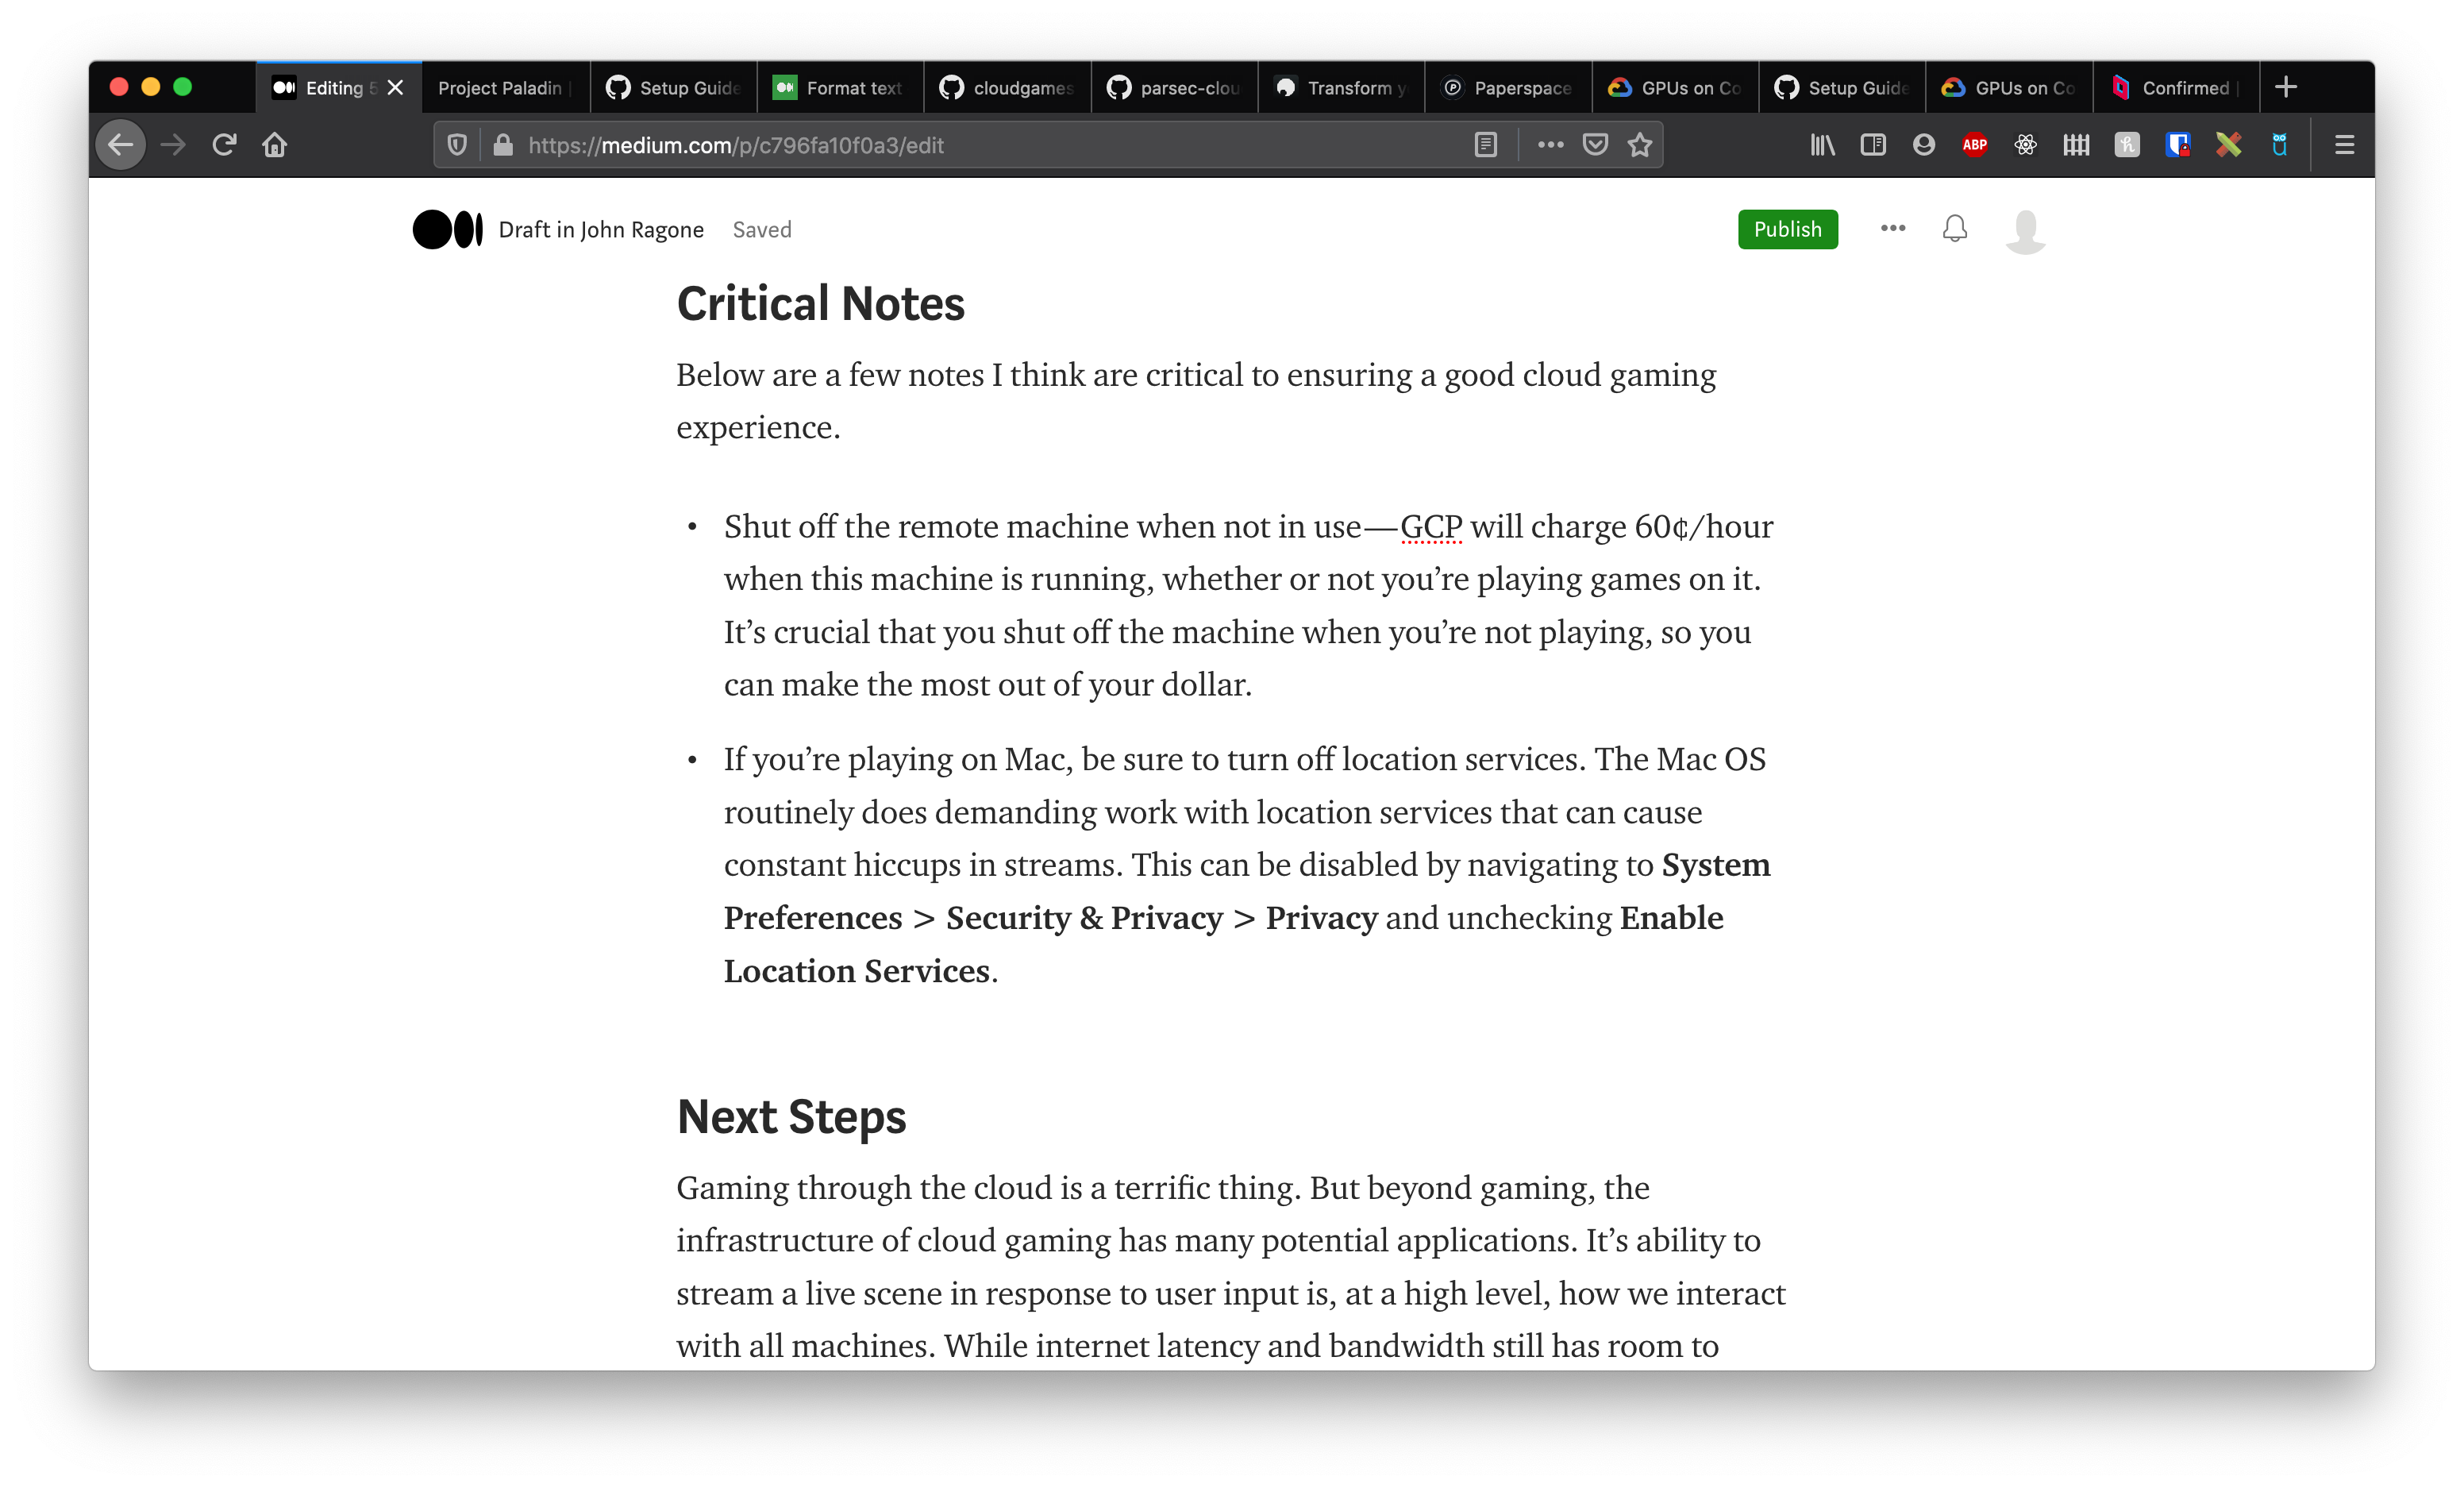 Editing 5
Project Paladin
Setup Guide
Format text
cloudgames
parsec-clou
Transform y
Paperspace
GPUs on Co
Setup Guide
GPUs on Co
Confirmed
https://medium.com/p/c796fa10f0a3/edit
ABP
Draft in John Ragone
Saved
Publish
Critical Notes
Below are a few notes I think are critical to ensuring a good cloud gaming
experience.
• Shut off the remote machine when not in use — GCP will charge 60¢/hour
when this machine is running, whether or not you’re playing games on it.
It’s crucial that you shut off the machine when you’re not playing, so you
can make the most out of your dollar.
• If you’re playing on Mac, be sure to turn off location services. The Mac OS
routinely does demanding work with location services that can cause
constant hiccups in streams. This can be disabled by navigating to System
Preferences > Security & Privacy > Privacy and unchecking Enable
Location Services.
Next Steps
Gaming through the cloud is a terrific thing. But beyond gaming, the
infrastructure of cloud gaming has many potential applications. It’s ability to
stream a live scene in response to user input is, at a high level, how we interact
with all machines. While internet latency and bandwidth still has room to